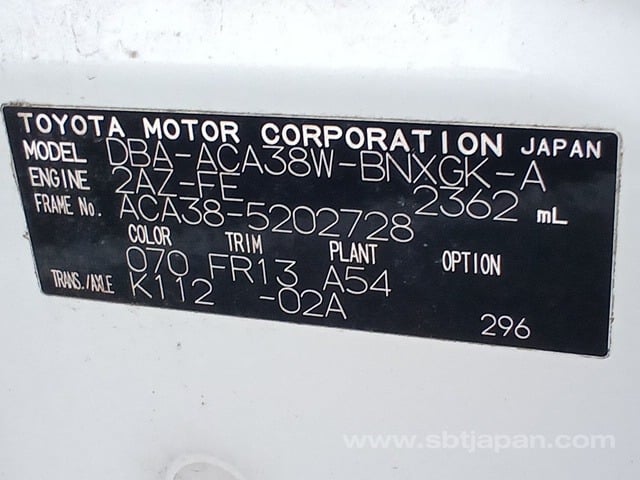 TOYOTA MOTOR CORPORATION JAPAN
MODEL DBA-ACA38W-BNXGK-A
ENGINE 2AZ-FE 2362 mL
FRAME No. ACA38-5202728
COLOR TRIM PLANT OPTION
070 FR13 A54
TRANS./AXLE K112 -02A
296
www.sbtjapan.com